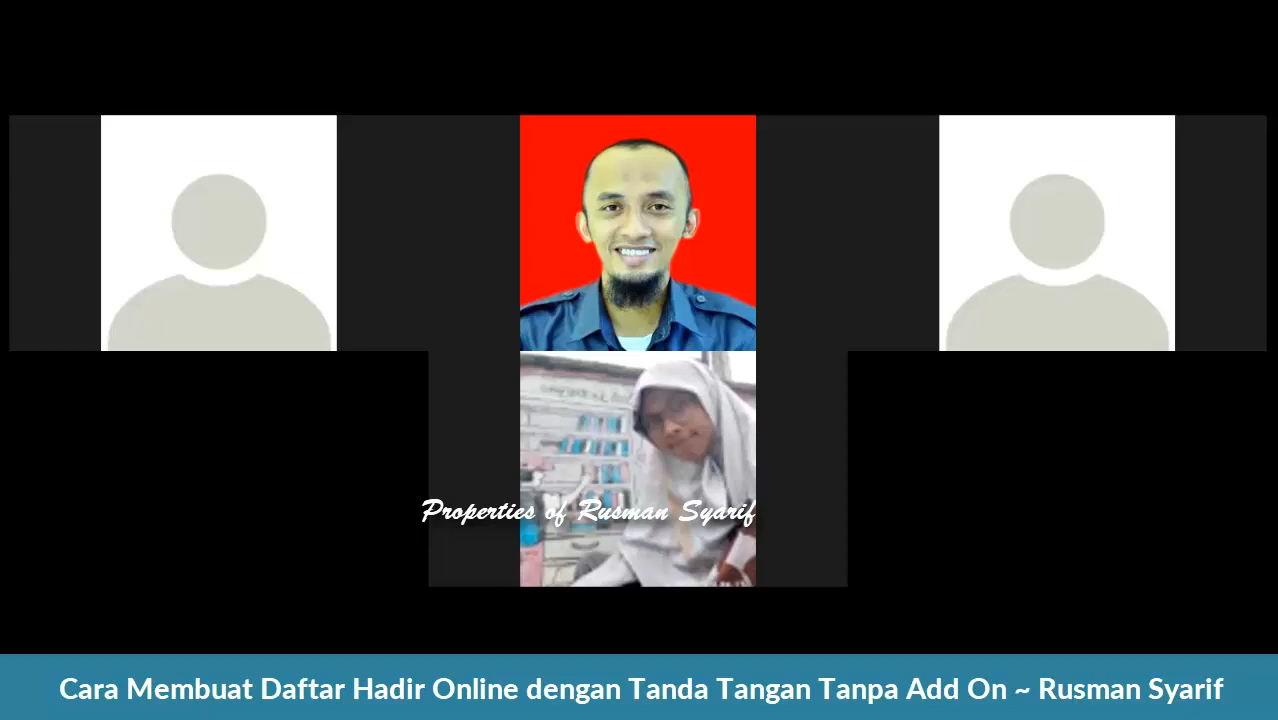 Properties of Rusman Syarif
Cara Membuat Daftar Hadir Online dengan Tanda Tangan Tanpa Add On ~ Rusman Syarif